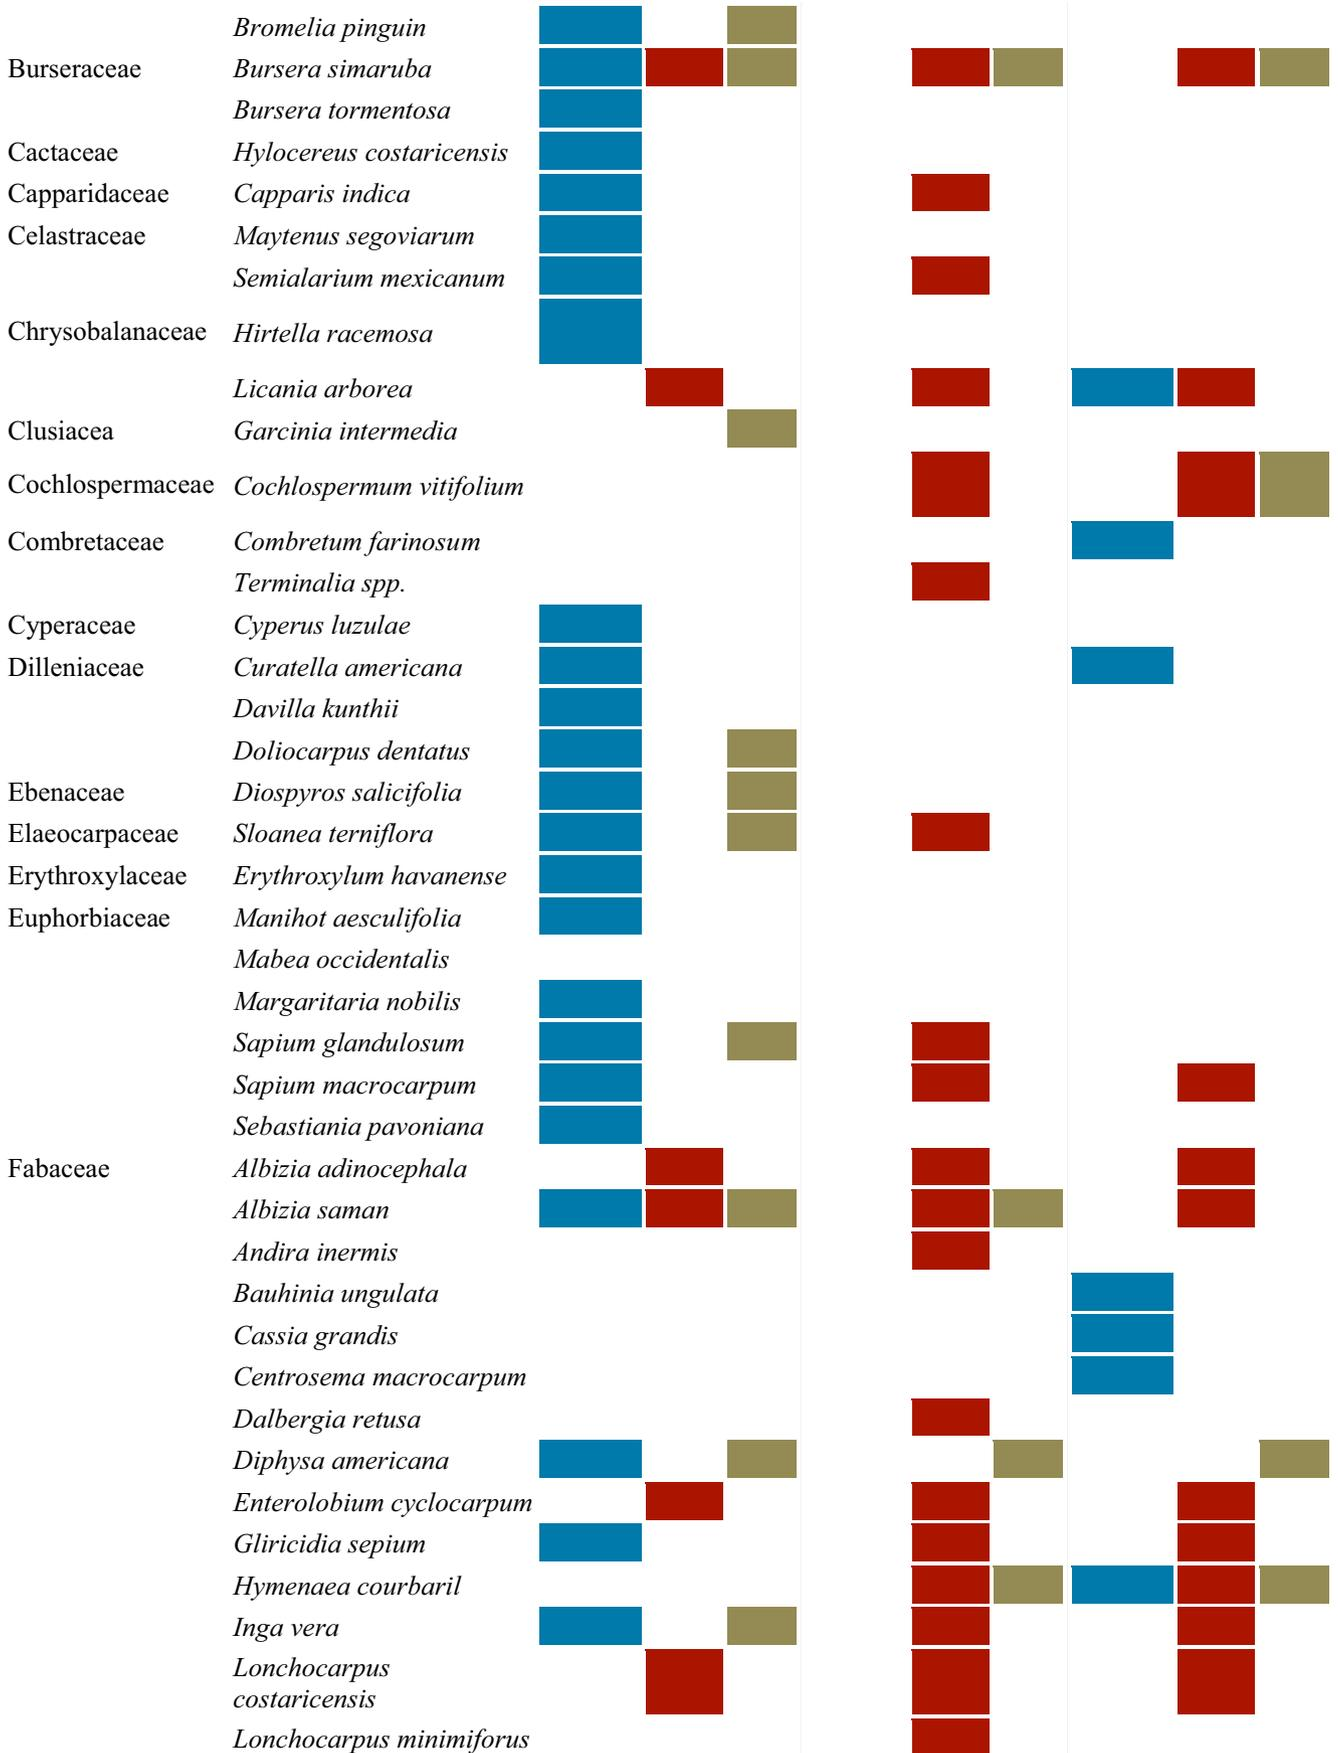 Bromelia pinguin
Burseraceae Bursera simaruba
Bursera tormentosa
Cactaceae Hylocereus costaricensis
Capparidaceae Capparis indica
Celastraceae Maytenus segoviarum
Semialarium mexicanum
Chrysobalanaceae Hirtella racemosa
Licania arborea
Clusiacea Garcinia intermedia
Cochlospermaceae Cochlospermum vitifolium
Combretaceae Combretum farinosum
Terminalia spp.
Cyperaceae Cyperus luzulae
Dilleniaceae Curatella americana
Davilla kunthii
Doliocarpus dentatus
Ebenaceae Diospyros salicifolia
Elaeocarpaceae Sloanea terniflora
Erythroxylaceae Erythroxylum havanense
Euphorbiaceae Manihot aesculifolia
Mabea occidentalis
Margaritaria nobilis
Sapium glandulosum
Sapium macrocarpum
Sebastiania pavoniana
Fabaceae Albizia adinocephala
Albizia saman
Andira inermis
Bauhinia ungulata
Cassia grandis
Centrosema macrocarpum
Dalbergia retusa
Diphysa americana
Enterolobium cyclocarpum
Gliricidia sepium
Hymenaea courbaril
Inga vera
Lonchocarpus
costaricensis
Lonchocarpus minimiforus